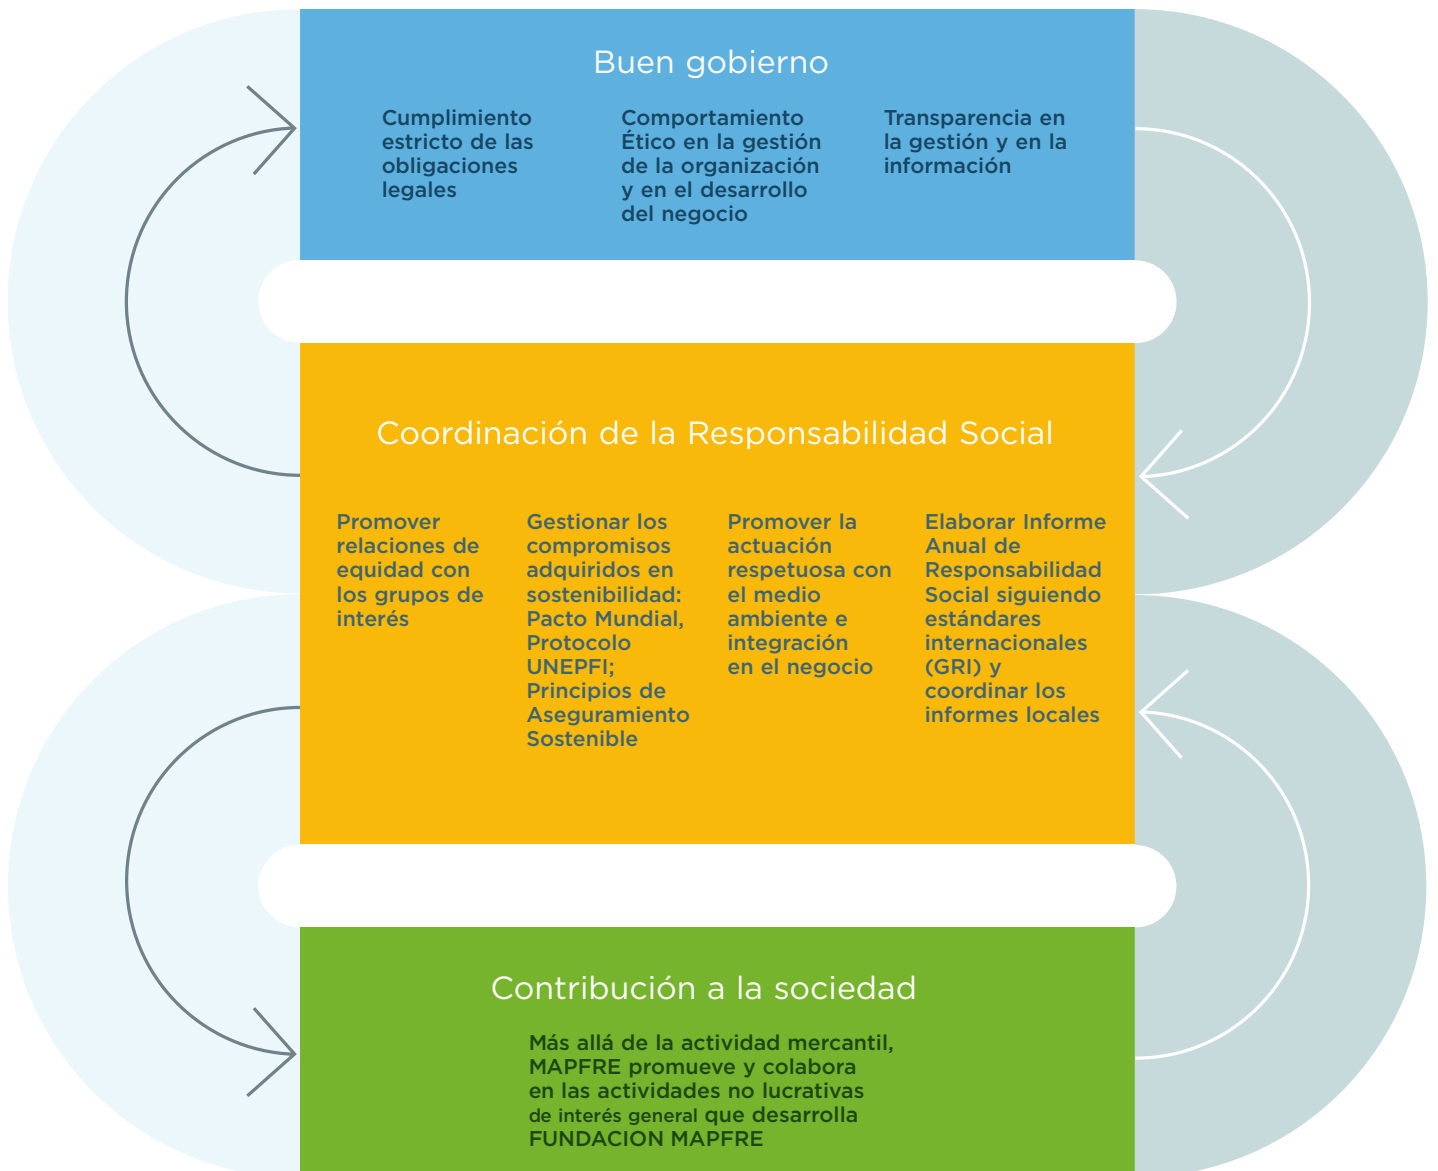 Buen gobierno
Cumplimiento
estricto de las
obligaciones
legales
Comportamiento
Ético en la gestión
de la organización
y en el desarrollo
del negocio
Transparencia en
la gestión y en la
información
Coordinación de la Responsabilidad Social
Promover
relaciones de
equidad con
los grupos de
interés
Gestionar los
compromisos
adquiridos en
sostenibilidad:
Pacto Mundial,
Protocolo
UNEPFI;
Principios de
Aseguramiento
Sostenible
Promover la
actuación
respetuosa con
el medio
ambiente e
integración
en el negocio
Elaborar Informe
Anual de
Responsabilidad
Social siguiendo
estándares
internacionales
(GRI) y
coordinar los
informes locales
Contribución a la sociedad
Más allá de la actividad mercantil,
MAPFRE promueve y colabora
en las actividades no lucrativas
de interés general que desarrolla
FUNDACION MAPFRE